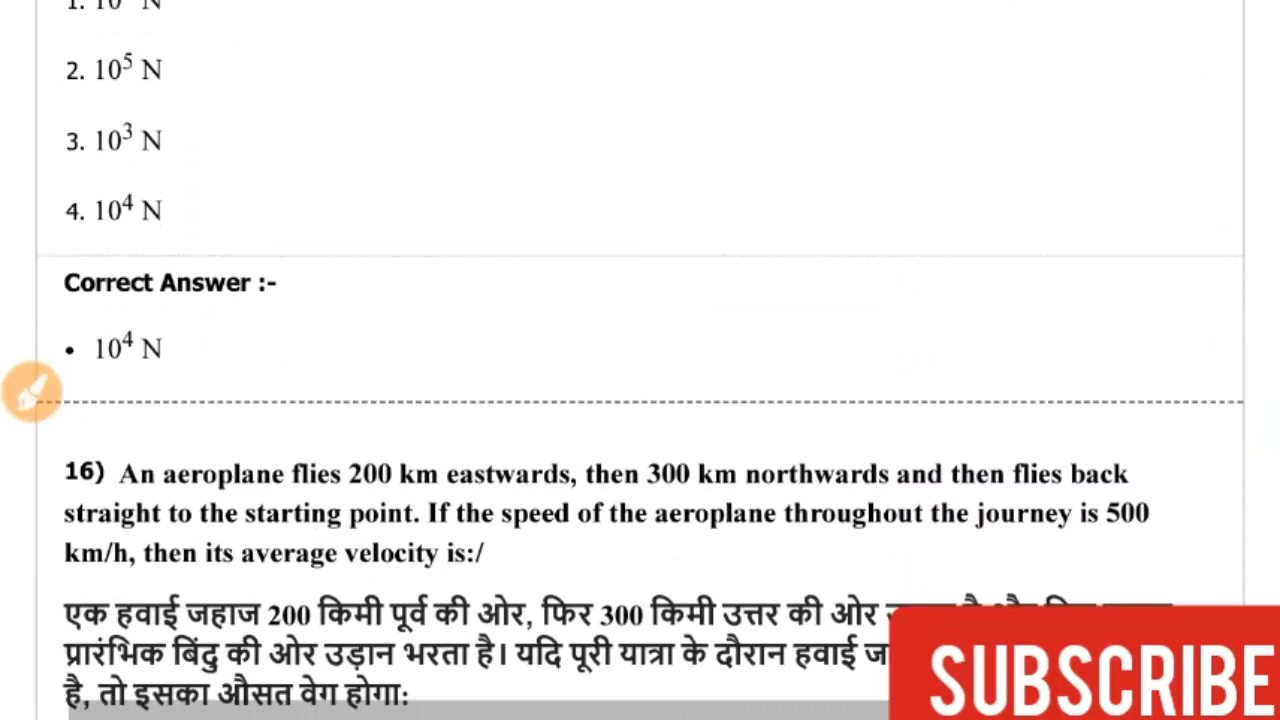 2. 10⁵ N
3. 10³ N
4. 10⁴ N
Correct Answer :-
• 10⁴ N
16) An aeroplane flies 200 km eastwards, then 300 km northwards and then flies back
straight to the starting point. If the speed of the aeroplane throughout the journey is 500
km/h, then its average velocity is:/
एक हवाई जहाज 200 किमी पूर्व की ओर, फिर 300 किमी उत्तर की ओर
प्रारंभिक बिंदु की ओर उड़ान भरता है। यदि पूरी यात्रा के दौरान हवाई
है, तो इसका औसत वेग होगा:
SUBSCRIBE